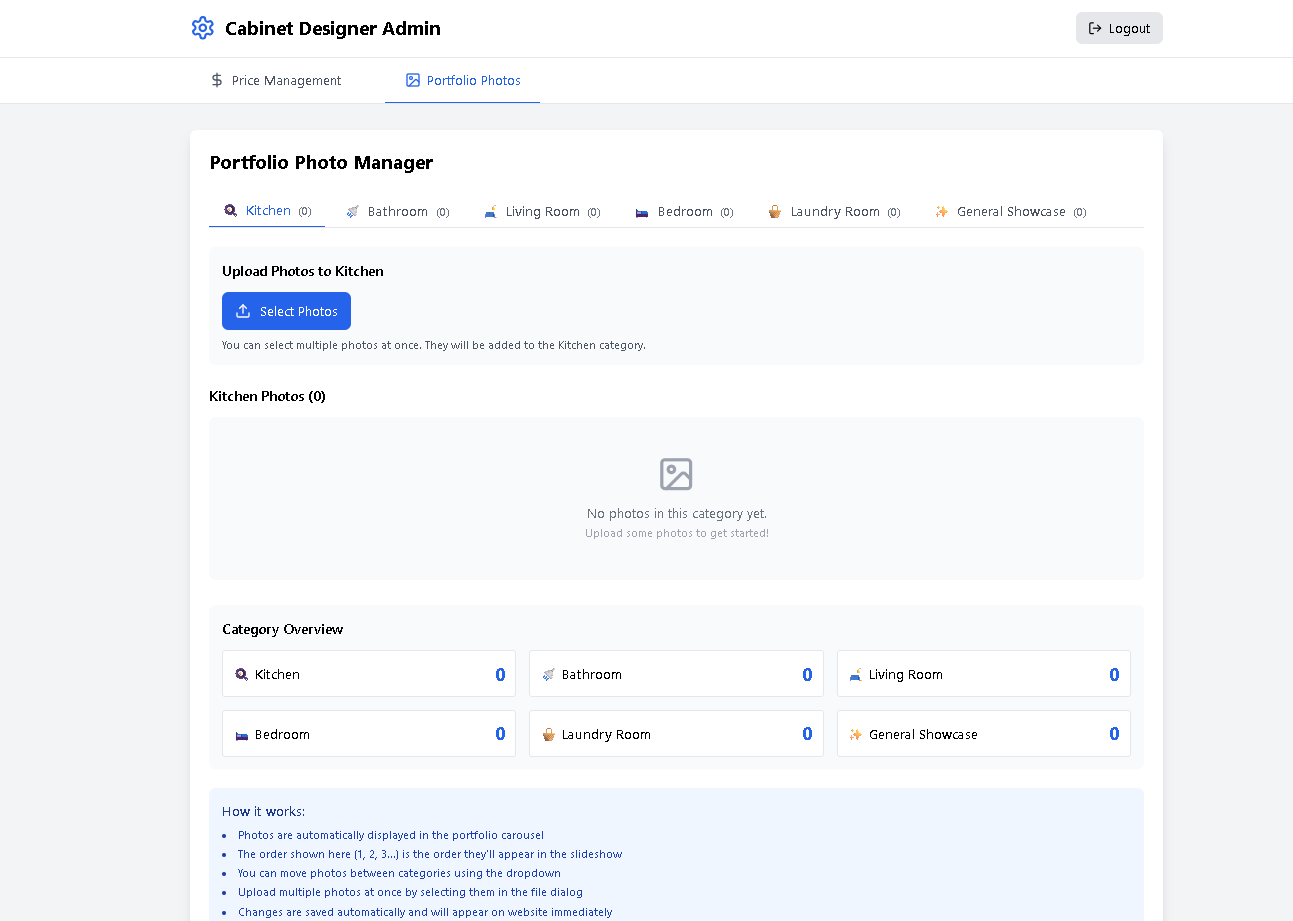 Cabinet Designer Admin
Logout
Price Management
Portfolio Photos
Portfolio Photo Manager
Kitchen (0)
Bathroom (0)
Living Room (0)
Bedroom (0)
Laundry Room (0)
General Showcase (0)
Upload Photos to Kitchen
Select Photos
You can select multiple photos at once. They will be added to the Kitchen category.
Kitchen Photos (0)
No photos in this category yet.
Upload some photos to get started!
Category Overview
Kitchen 0
Bathroom 0
Living Room 0
Bedroom 0
Laundry Room 0
General Showcase 0
How it works:
• Photos are automatically displayed in the portfolio carousel
• The order shown here (1, 2, 3...) is the order they'll appear in the slideshow
• You can move photos between categories using the dropdown
• Upload multiple photos at once by selecting them in the file dialog
• Changes are saved automatically and will appear on website immediately